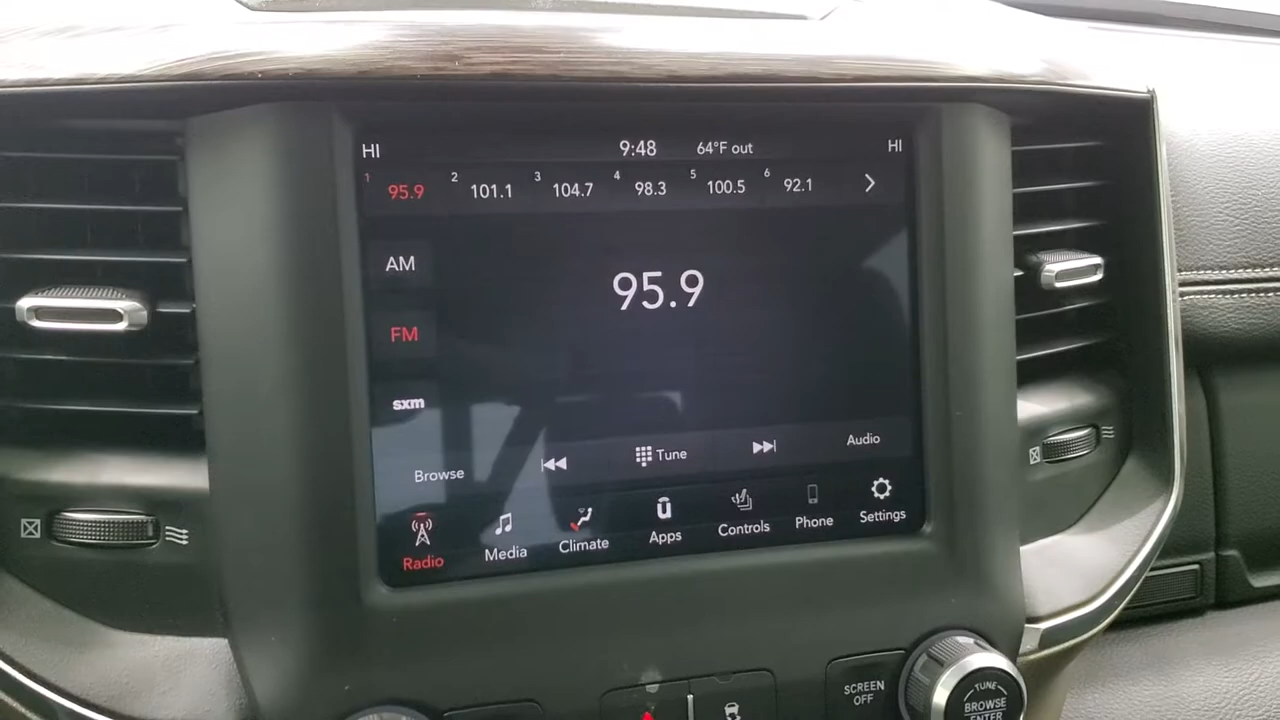 HI 9:48 64°F out HI
1 95.9 2 101.1 3 104.7 4 98.3 5 100.5 6 92.1
AM
95.9
FM
sxm
Browse Tune Audio
Radio Media Climate Apps Controls Phone Settings
SCREEN OFF
TUNE
BROWSE
ENTER